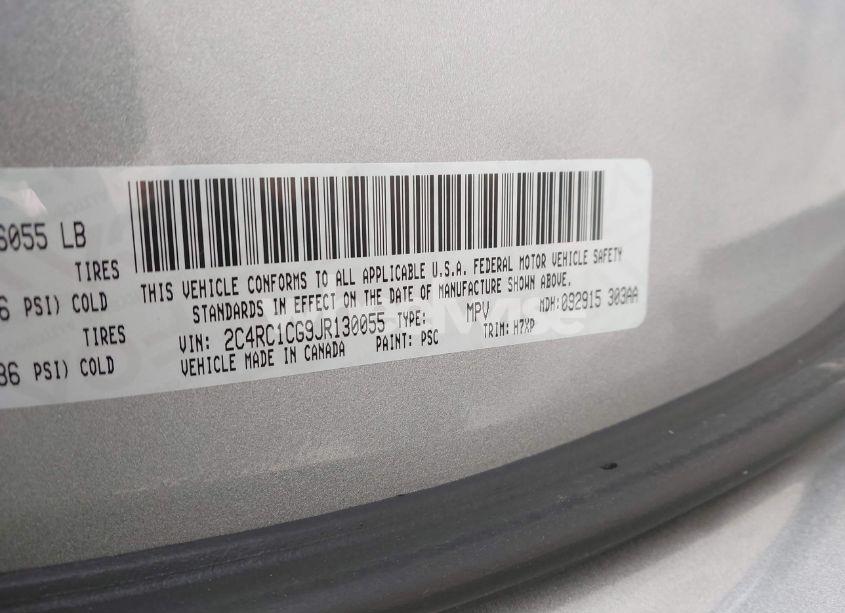 6055 LB
TIRES
6 PSI) COLD
TIRES
36 PSI) COLD
THIS VEHICLE CONFORMS TO ALL APPLICABLE U.S.A. FEDERAL MOTOR VEHICLE SAFETY
STANDARDS IN EFFECT ON THE DATE OF MANUFACTURE SHOWN ABOVE.
VIN: 2C4RC1CG9JR130055 TYPE: MPV MDH:092915 303AA
VEHICLE MADE IN CANADA PAINT: PSC TRIM: H7XP